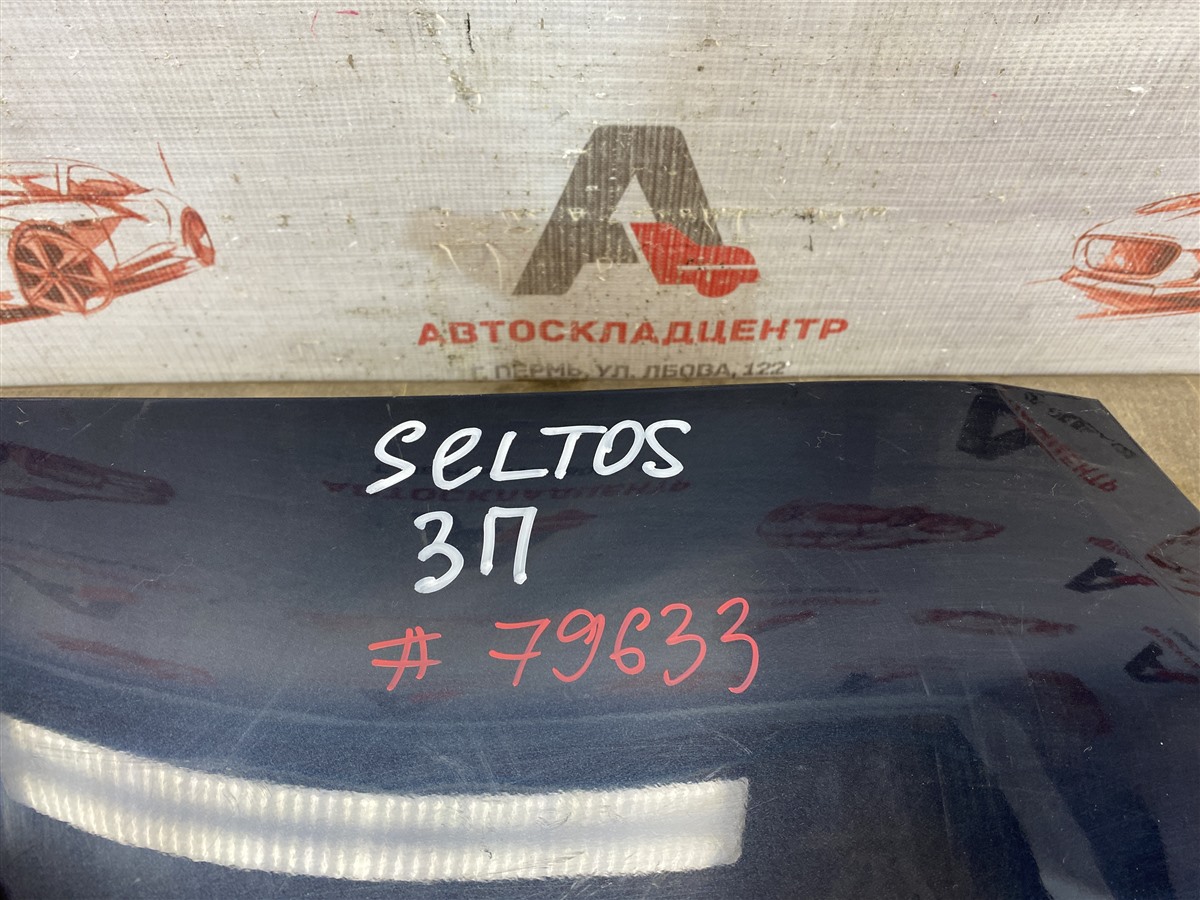 АВТОСКЛАДЦЕНТР
Г. ПЕРМЬ, УЛ. ЛБОВА, 122
SeLTOS
ЗП
# 79633